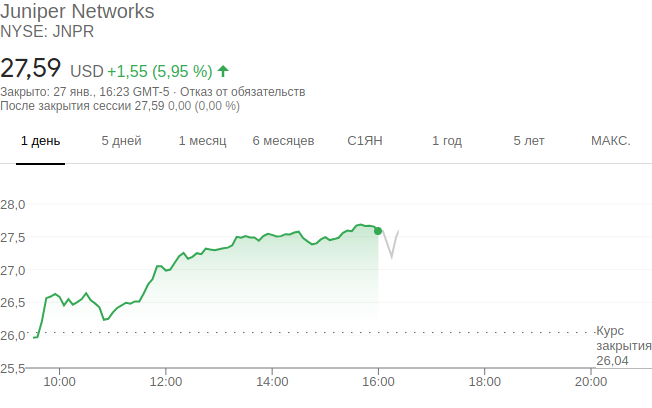 Juniper Networks
NYSE: JNPR
27,59 USD +1,55 (5,95 %)
Закрыто: 27 янв., 16:23 GMT-5 · Отказ от обязательств
После закрытия сессии 27,59 0,00 (0,00 %)
1 день 5 дней 1 месяц 6 месяцев С1ЯН 1 год 5 лет МАКС.
28,0
27,5
27,0
26,5
26,0
25,5
Курс
закрытия
26,04
10:00 12:00 14:00 16:00 18:00 20:00